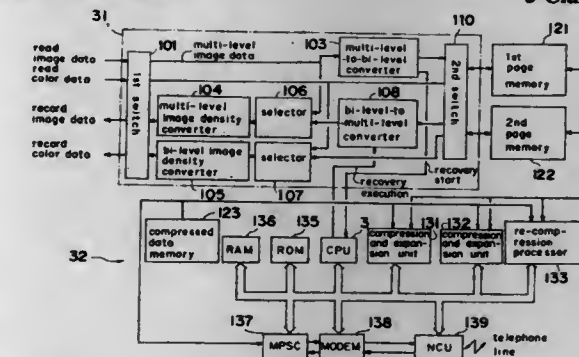 31
101
multi-level
image data
103
multi-level
to-bi-level
converter
110
121
read
image data
read
color data
1st switch
2nd switch
1st
page
memory
104
multi-level
image density
converter
106
selector
108
bi-level-to
multi-level
converter
record
image data
record
color data
bi-level image
density
converter
selector
2nd
page
memory
122
105
107
recovery
execution
recovery
start
123
compressed
data
memory
136
RAM
135
ROM
3
CPU
131
compression
and expan-
sion unit
132
compression
and expan-
sion unit
re-comp-
ression
processor
133
32
137
MPSC
138
MODEM
139
NCU
telephone
line